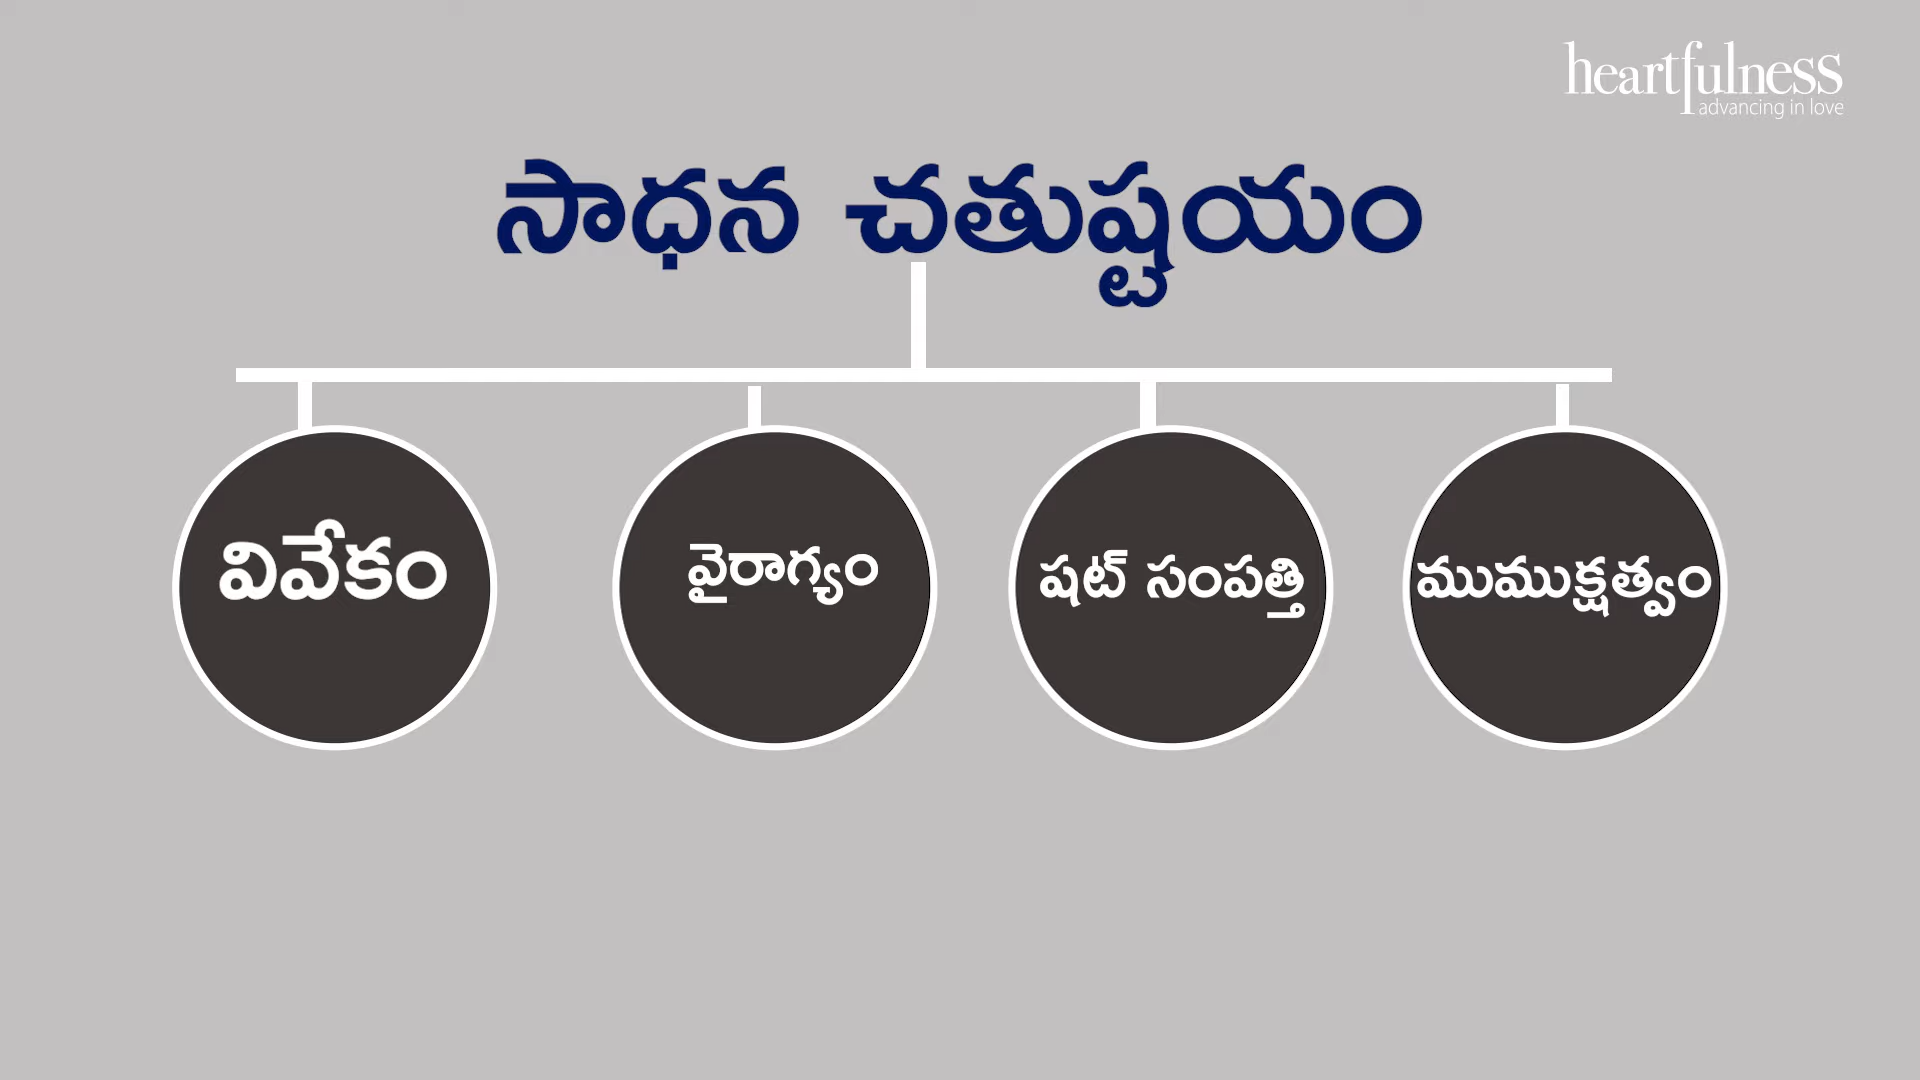 heartfulness
advancing in love
సాధన చతుష్టయం
వివేకం
వైరాగ్యం
షట్ సంపత్తి
ముముక్షత్వం